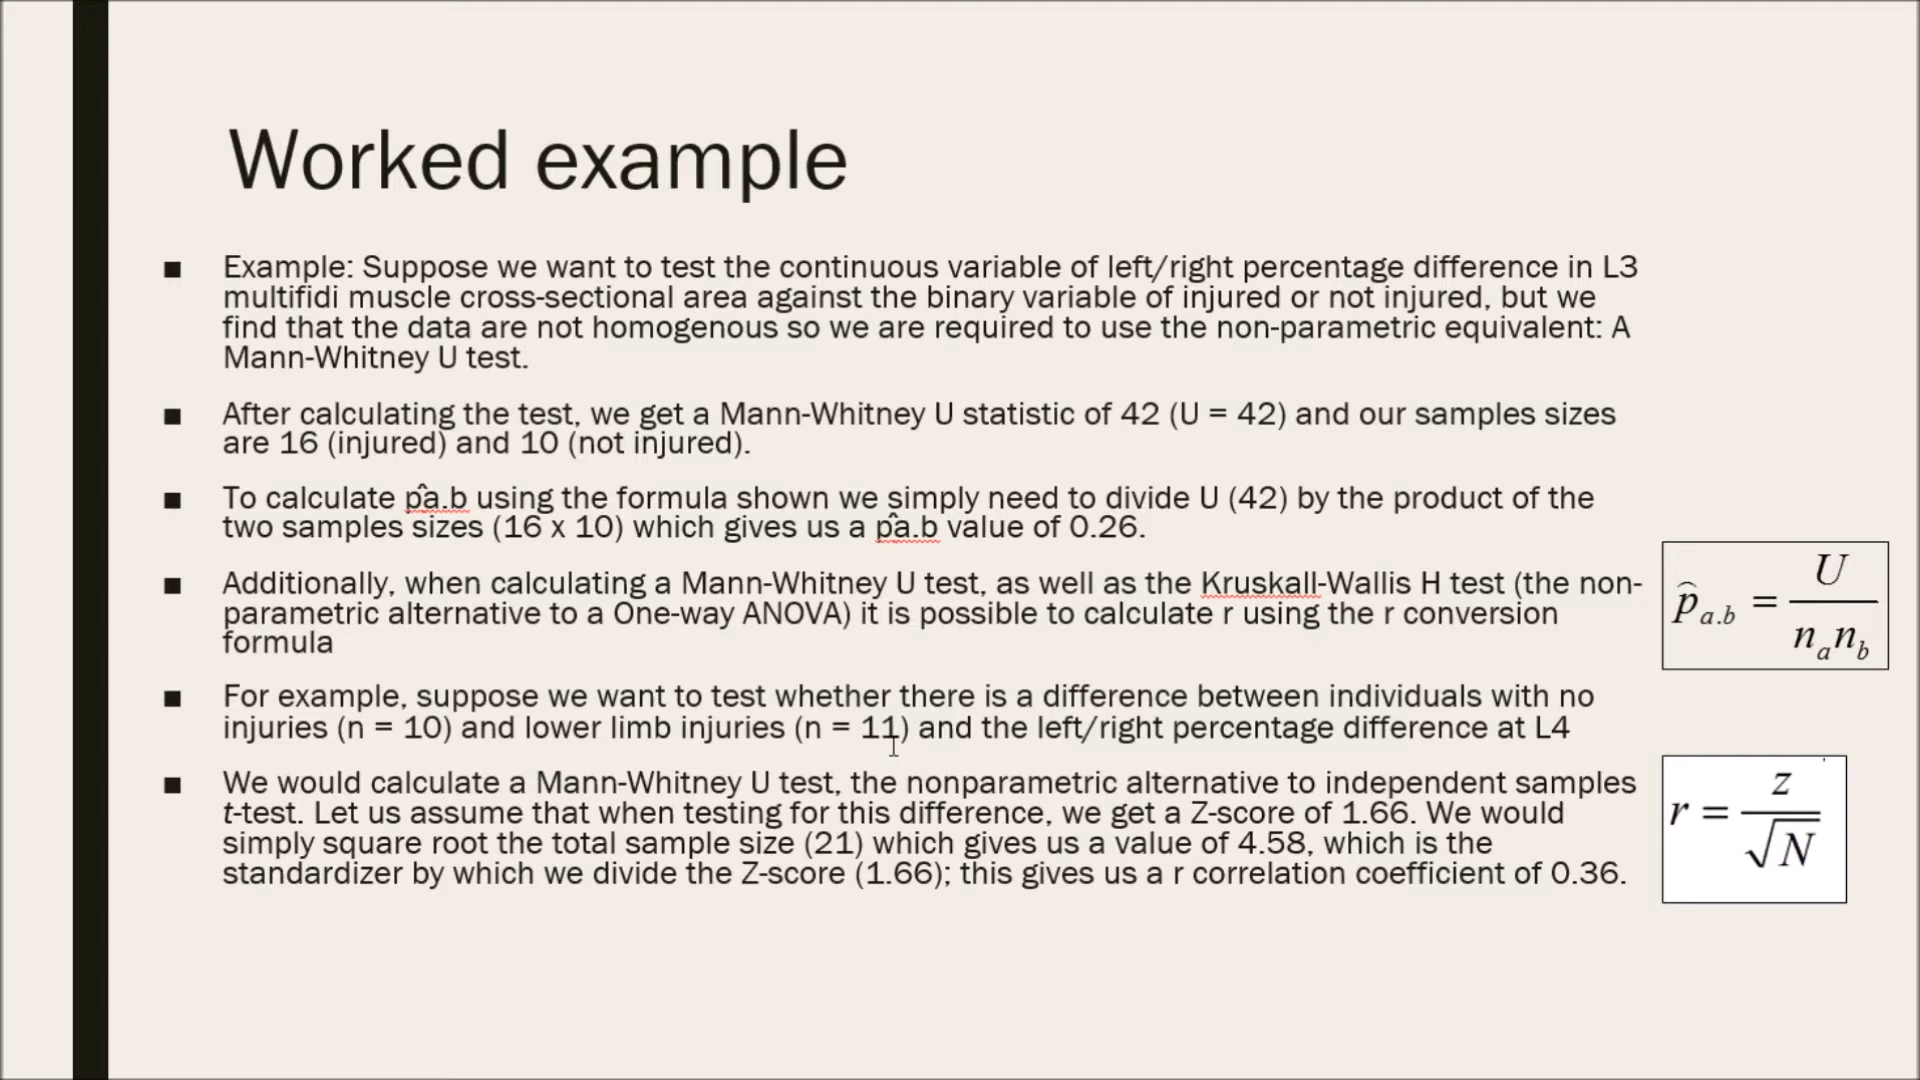 Worked example
■ Example: Suppose we want to test the continuous variable of left/right percentage difference in L3
multifidi muscle cross-sectional area against the binary variable of injured or not injured, but we
find that the data are not homogenous so we are required to use the non-parametric equivalent: A
Mann-Whitney U test.
■ After calculating the test, we get a Mann-Whitney U statistic of 42 (U = 42) and our samples sizes
are 16 (injured) and 10 (not injured).
■ To calculate p̂a.b using the formula shown we simply need to divide U (42) by the product of the
two samples sizes (16 x 10) which gives us a p̂a.b value of 0.26.
■ Additionally, when calculating a Mann-Whitney U test, as well as the Kruskall-Wallis H test (the non-
parametric alternative to a One-way ANOVA) it is possible to calculate r using the r conversion
formula
■ For example, suppose we want to test whether there is a difference between individuals with no
injuries (n = 10) and lower limb injuries (n = 11) and the left/right percentage difference at L4
■ We would calculate a Mann-Whitney U test, the nonparametric alternative to independent samples
t-test. Let us assume that when testing for this difference, we get a Z-score of 1.66. We would
simply square root the total sample size (21) which gives us a value of 4.58, which is the
standardizer by which we divide the Z-score (1.66); this gives us a r correlation coefficient of 0.36.
p̂a.b = U / nanb
r = z / √N